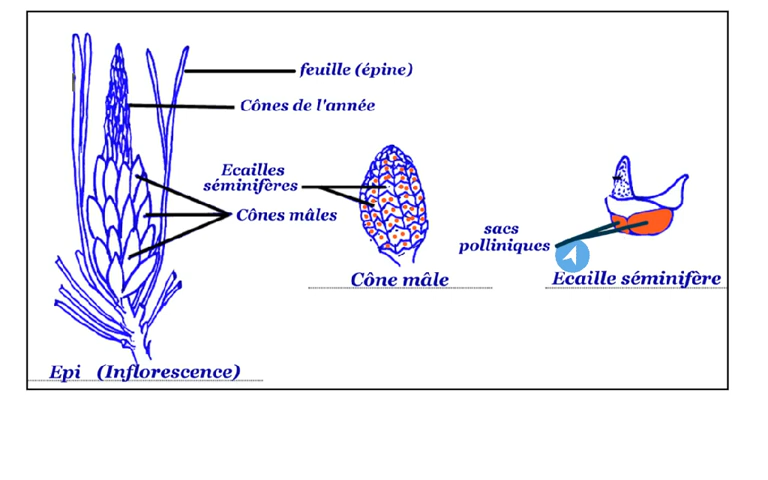 feuille (épine)
Cônes de l'année
Ecailles
séminifères
Cônes mâles
sacs
polliniques
Cône mâle
Ecaille séminifère
Epi (Inflorescence)